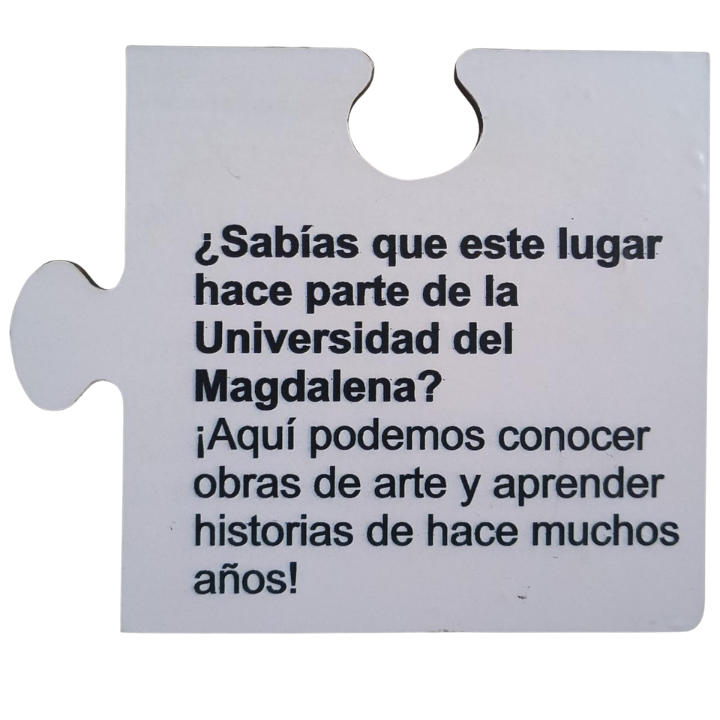 ¿Sabías que este lugar
hace parte de la
Universidad del
Magdalena?
¡Aquí podemos conocer
obras de arte y aprender
historias de hace muchos
años!